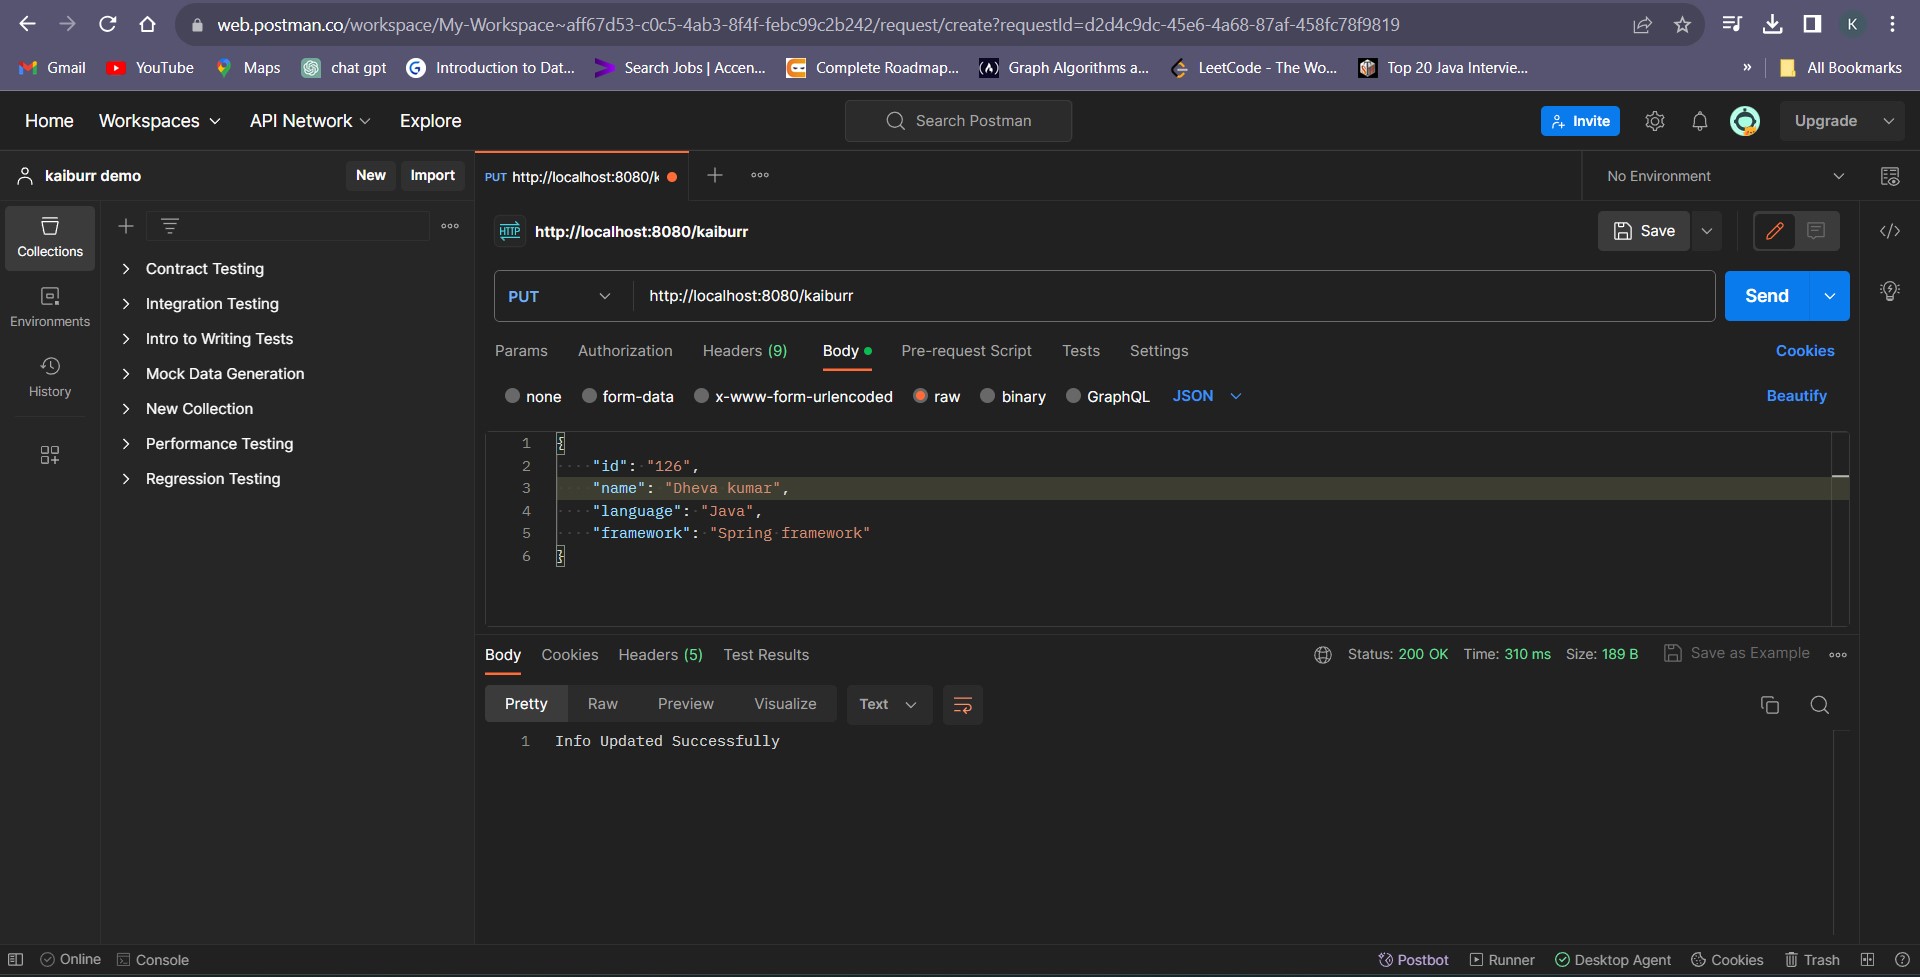 web.postman.co/workspace/My-Workspace~aff67d53-c0c5-4ab3-8f4f-febc99c2b242/request/create?requestId=d2d4c9dc-45e6-4a68-87af-458fc78f9819
K
Gmail YouTube Maps chat gpt Introduction to Dat... Search Jobs | Accen... Complete Roadmap... Graph Algorithms a... LeetCode - The Wo... Top 20 Java Intervie... » All Bookmarks
Home Workspaces API Network Explore Search Postman Invite Upgrade
kaiburr demo New Import PUT http://localhost:8080/k No Environment
HTTP http://localhost:8080/kaiburr Save
Collections
Environments
History
Contract Testing
Integration Testing
Intro to Writing Tests
Mock Data Generation
New Collection
Performance Testing
Regression Testing
PUT http://localhost:8080/kaiburr Send
Params Authorization Headers (9) Body Pre-request Script Tests Settings Cookies
none form-data x-www-form-urlencoded raw binary GraphQL JSON Beautify
1 {
2 "id": "126",
3 "name": "Dheva kumar",
4 "language": "Java",
5 "framework": "Spring framework"
6 }
Body Cookies Headers (5) Test Results Status: 200 OK Time: 310 ms Size: 189 B Save as Example
Pretty Raw Preview Visualize Text
1 Info Updated Successfully
Online Console Postbot Runner Desktop Agent Cookies Trash